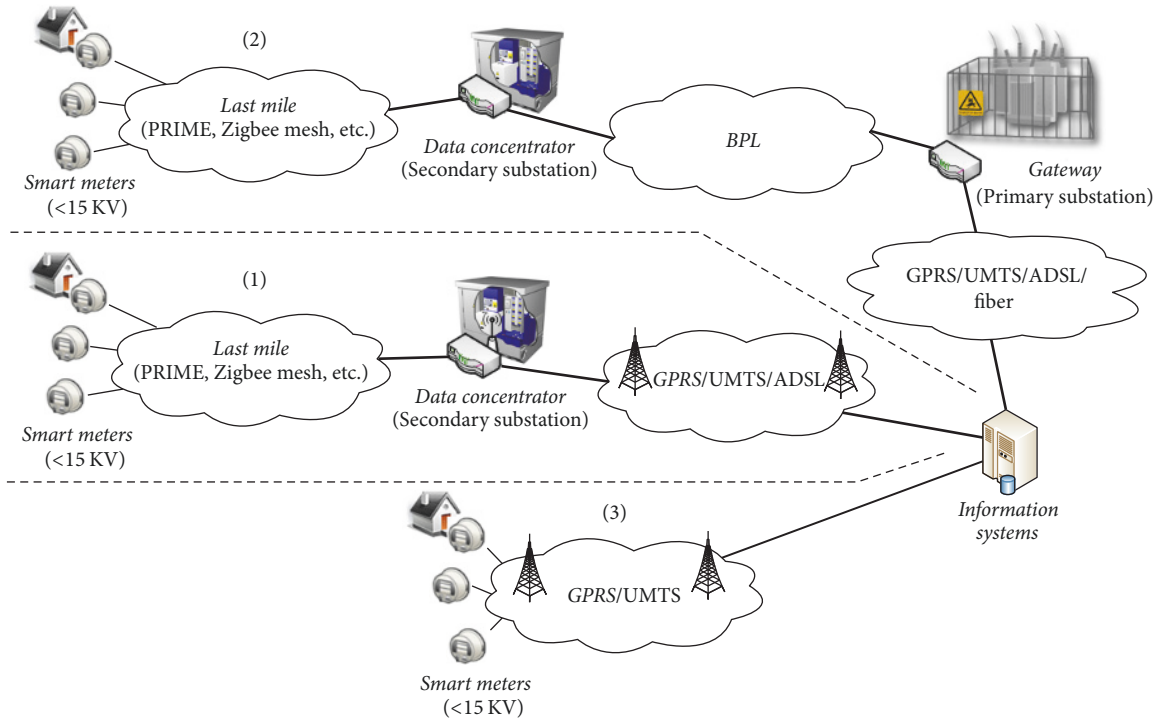 (2)
Last mile
(PRIME, Zigbee mesh, etc.)
Smart meters
(<15 KV)
Data concentrator
(Secondary substation)
BPL
Gateway
(Primary substation)
GPRS/UMTS/ADSL/
fiber
(1)
Last mile
(PRIME, Zigbee mesh, etc.)
Smart meters
(<15 KV)
Data concentrator
(Secondary substation)
GPRS/UMTS/ADSL
Information
systems
(3)
GPRS/UMTS
Smart meters
(<15 KV)